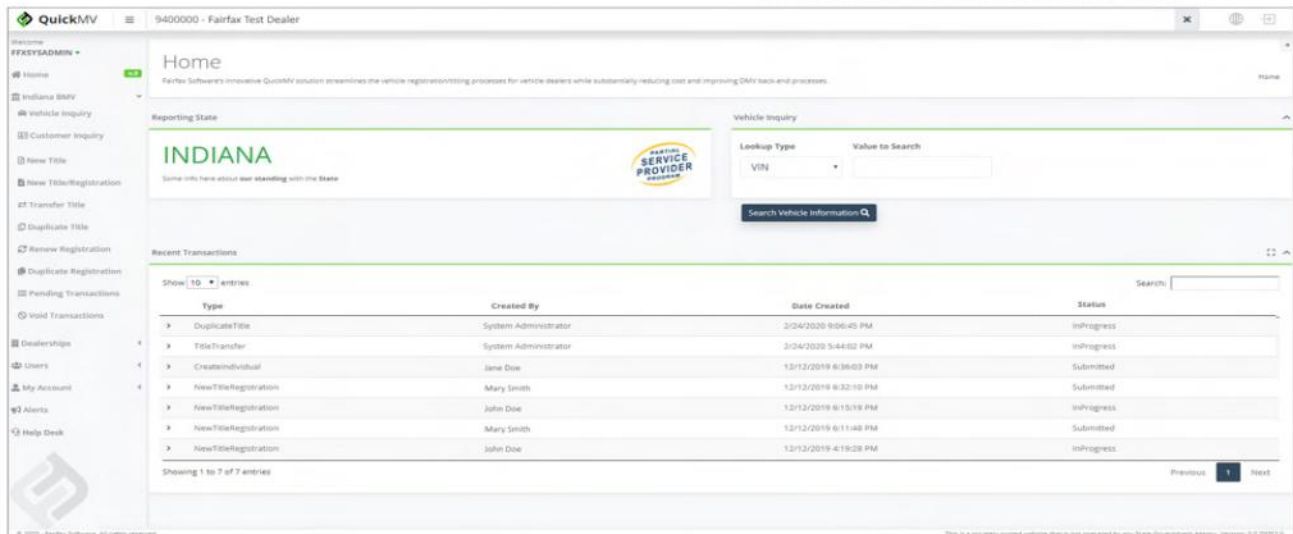 QuickMV
9400000 - Fairfax Test Dealer
Welcome
FFXSYSADMIN
Home
Indiana BMV
Vehicle Inquiry
Customer Inquiry
New Title
New Title/Registration
Transfer Title
Duplicate Title
Renew Registration
Duplicate Registration
Pending Transactions
Void Transactions
Dealerships
Users
My Account
Alerts
Help Desk
Home
Fairfax Software's innovative QuickMV solution streamlines the vehicle registration/titling processes for vehicle dealers while substantially reducing cost and improving DMV back-end processes.
Home
Reporting State
INDIANA
Some info here about our standing with the State
PARTIAL
SERVICE
PROVIDER
PROGRAM
Vehicle Inquiry
Lookup Type Value to Search
VIN
Search Vehicle Information
Recent Transactions
Show 10 entries Search:
Type Created By Date Created Status
DuplicateTitle System Administrator 2/24/2020 9:06:45 PM InProgress
TitleTransfer System Administrator 2/24/2020 5:44:02 PM InProgress
CreateIndividual Jane Doe 12/12/2019 6:36:03 PM Submitted
NewTitleRegistration Mary Smith 12/12/2019 6:32:10 PM Submitted
NewTitleRegistration John Doe 12/12/2019 6:15:19 PM InProgress
NewTitleRegistration Mary Smith 12/12/2019 6:11:48 PM Submitted
NewTitleRegistration John Doe 12/12/2019 4:19:28 PM InProgress
Showing 1 to 7 of 7 entries
Previous 1 Next